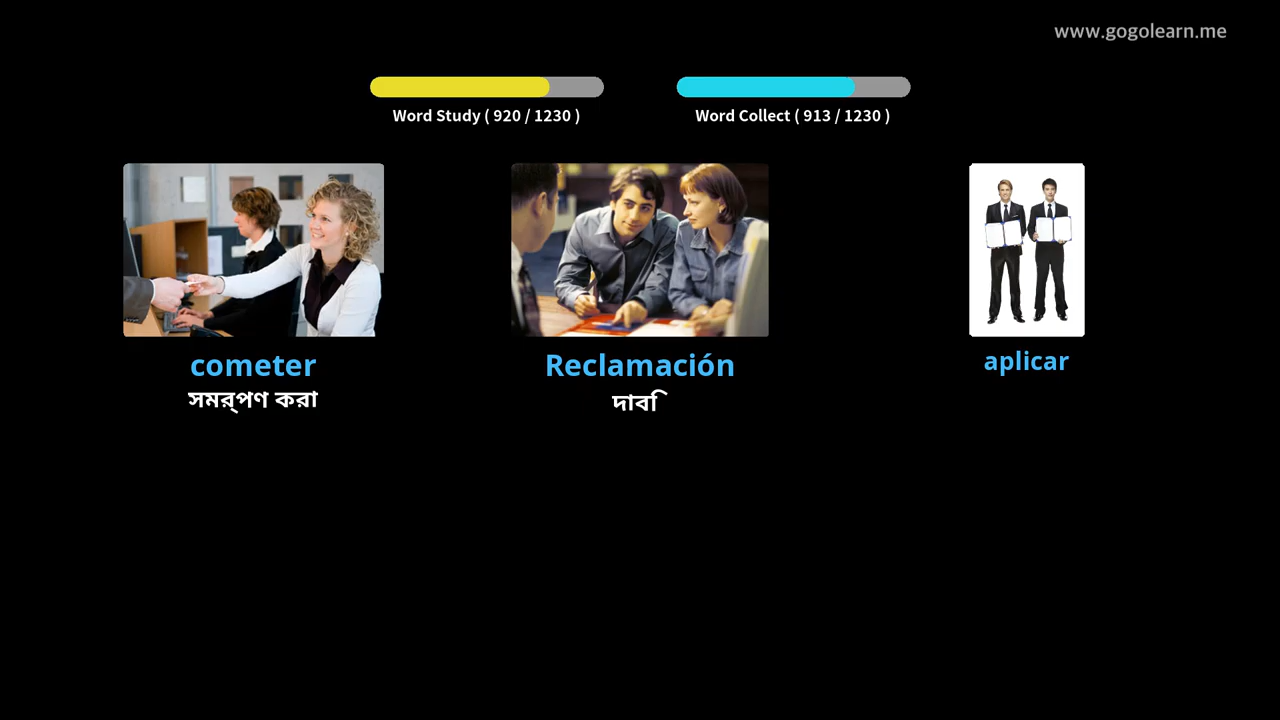 www.gogolearn.me
Word Study ( 920 / 1230 )
Word Collect ( 913 / 1230 )
cometer
সমর্পণ করা
Reclamación
দাবি
aplicar